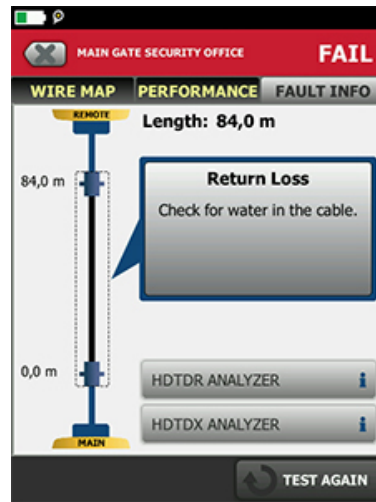 MAIN GATE SECURITY OFFICE
FAIL
WIRE MAP
PERFORMANCE
FAULT INFO
REMOTE
Length: 84,0 m
84,0 m
Return Loss
Check for water in the cable.
0,0 m
HDTDR ANALYZER
HDTDX ANALYZER
MAIN
TEST AGAIN